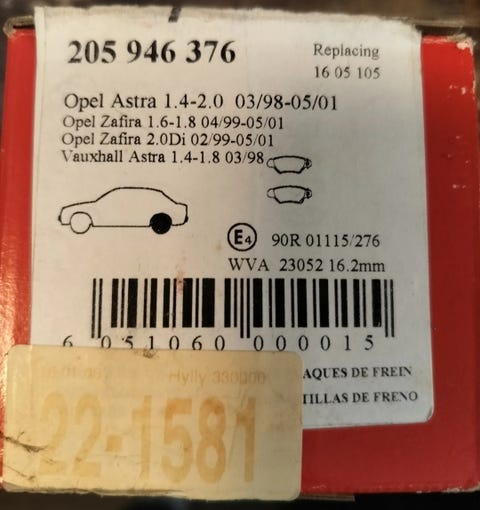 205 946 376
Replacing
16 05 105
Opel Astra 1.4-2.0 03/98-05/01
Opel Zafira 1.6-1.8 04/99-05/01
Opel Zafira 2.0Di 02/99-05/01
Vauxhall Astra 1.4-1.8 03/98
E4 90R 01115/276
WVA 23052 16.2mm
6 051060 000015
Hylly 330000
22-1581
AQUES DE FREIN
TILLAS DE FRENO